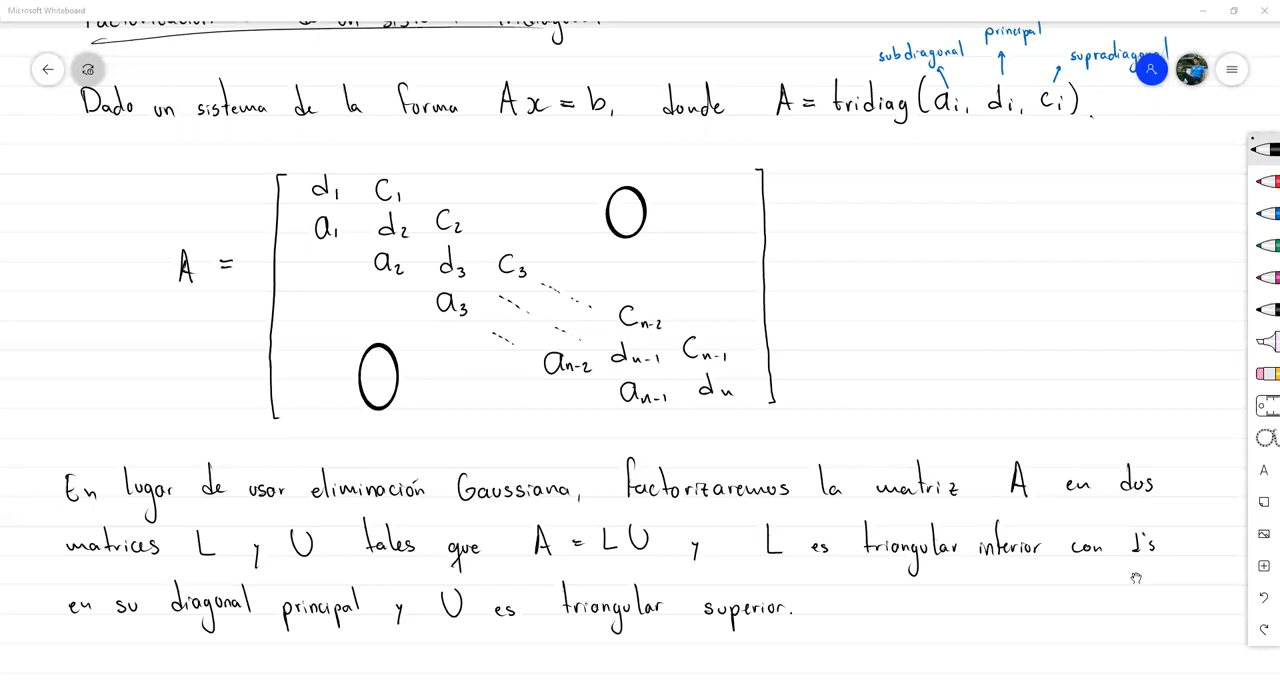 Microsoft Whiteboard
de un
subdiagonal principal supradiagonal
Dado un sistema de la forma Ax = b, donde A = tridiag(ai, di, ci).
d1 c1 0
a1 d2 c2
A = a2 d3 c3
a3 cn-2
0 an-2 dn-1 cn-1
an-1 dn
En lugar de usar eliminación Gaussiana, factorizaremos la matriz A en dos
matrices L y U tales que A = LU y L es triangular inferior con 1's
en su diagonal principal y U es triangular superior.
A